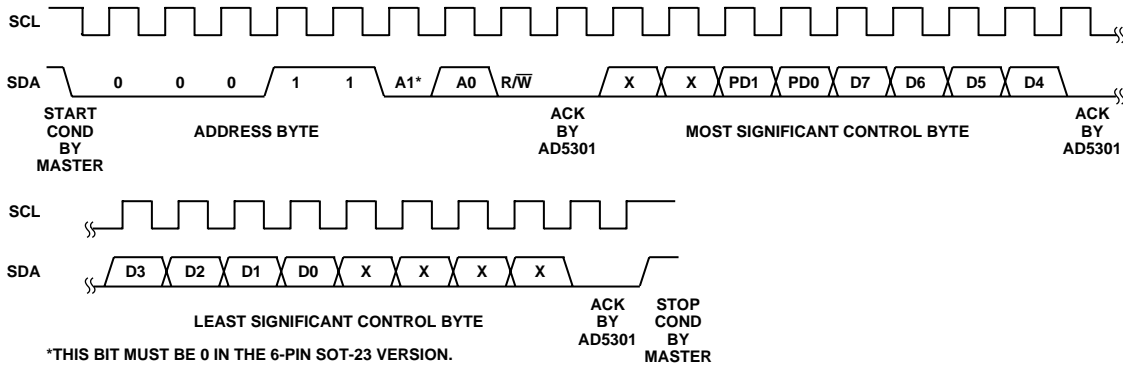 SCL
SDA 0 0 0 1 1 A1* A0 R/W̅ X X PD1 PD0 D7 D6 D5 D4
START COND BY MASTER
ADDRESS BYTE
ACK BY AD5301
MOST SIGNIFICANT CONTROL BYTE
ACK BY AD5301
SCL
SDA D3 D2 D1 D0 X X X X
LEAST SIGNIFICANT CONTROL BYTE
ACK BY AD5301
STOP COND BY MASTER
*THIS BIT MUST BE 0 IN THE 6-PIN SOT-23 VERSION.